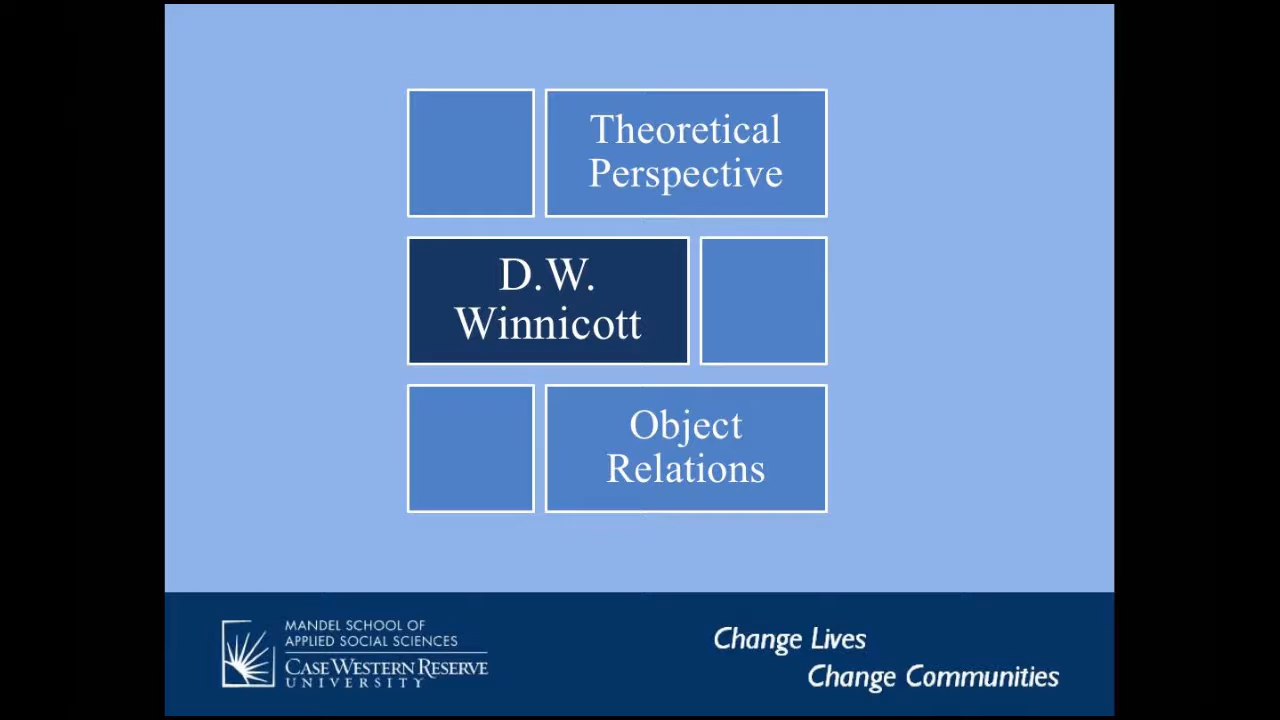 Theoretical
Perspective
D.W.
Winnicott
Object
Relations
MANDEL SCHOOL OF
APPLIED SOCIAL SCIENCES
CASE WESTERN RESERVE
UNIVERSITY
Change Lives
Change Communities